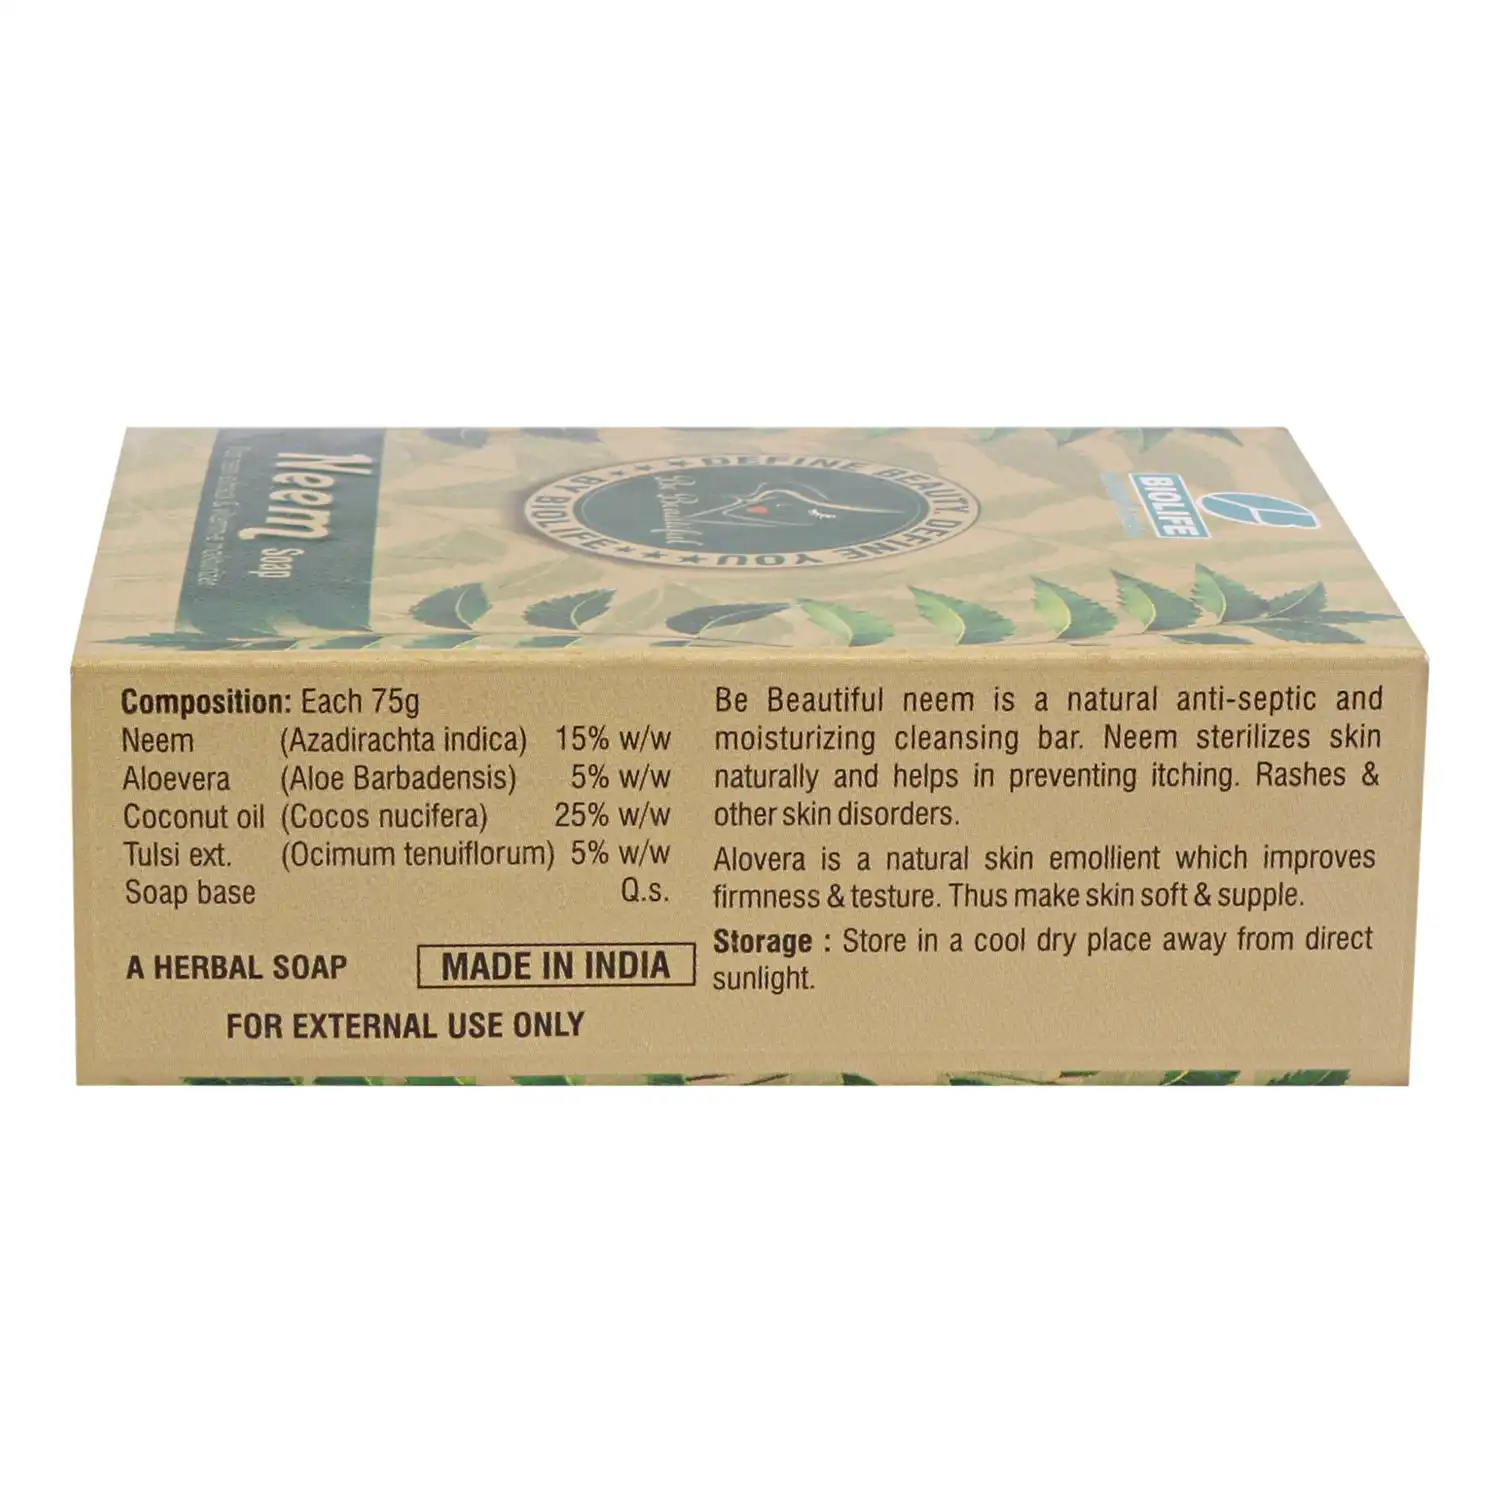 Neem
Soap
DEFINE BEAUTY, DEFINE YOU
BY BIOLIFE
Be Beautiful
BIOLIFE
Composition: Each 75g
Neem (Azadirachta indica) 15% w/w
Aloevera (Aloe Barbadensis) 5% w/w
Coconut oil (Cocos nucifera) 25% w/w
Tulsi ext. (Ocimum tenuiflorum) 5% w/w
Soap base Q.s.
A HERBAL SOAP
MADE IN INDIA
FOR EXTERNAL USE ONLY
Be Beautiful neem is a natural anti-septic and
moisturizing cleansing bar. Neem sterilizes skin
naturally and helps in preventing itching. Rashes &
other skin disorders.
Alovera is a natural skin emollient which improves
firmness & testure. Thus make skin soft & supple.
Storage : Store in a cool dry place away from direct
sunlight.